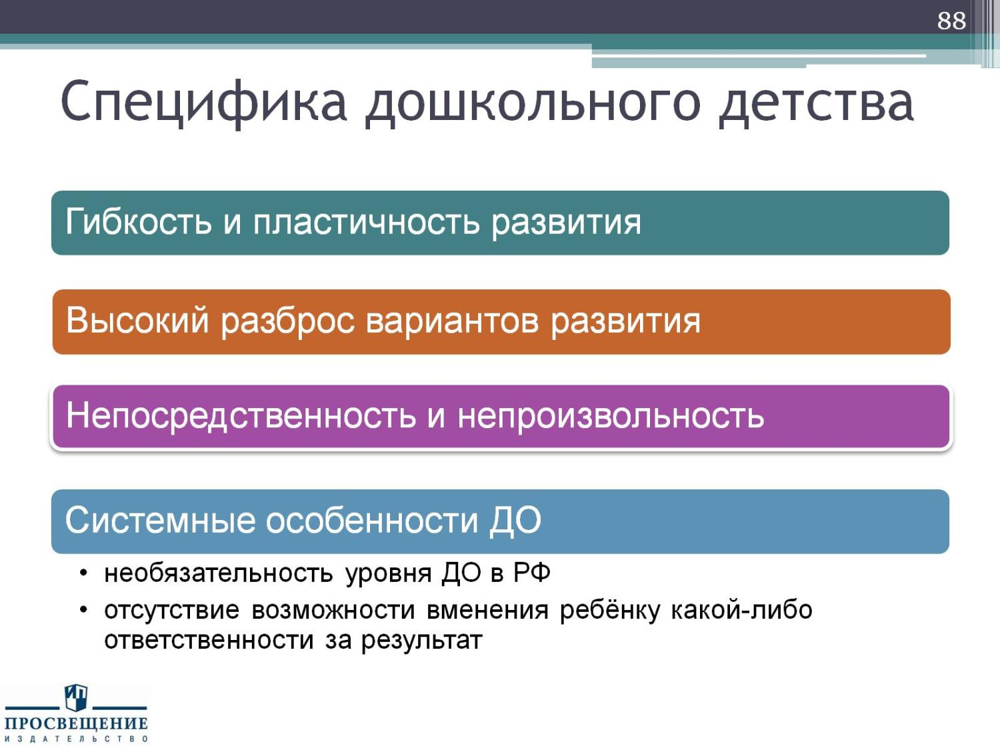 88
Специфика дошкольного детства
Гибкость и пластичность развития
Высокий разброс вариантов развития
Непосредственность и непроизвольность
Системные особенности ДО
• необязательность уровня ДО в РФ
• отсутствие возможности вменения ребёнку какой-либо
ответственности за результат
ИП
ПРОСВЕЩЕНИЕ
ИЗДАТЕЛЬСТВО